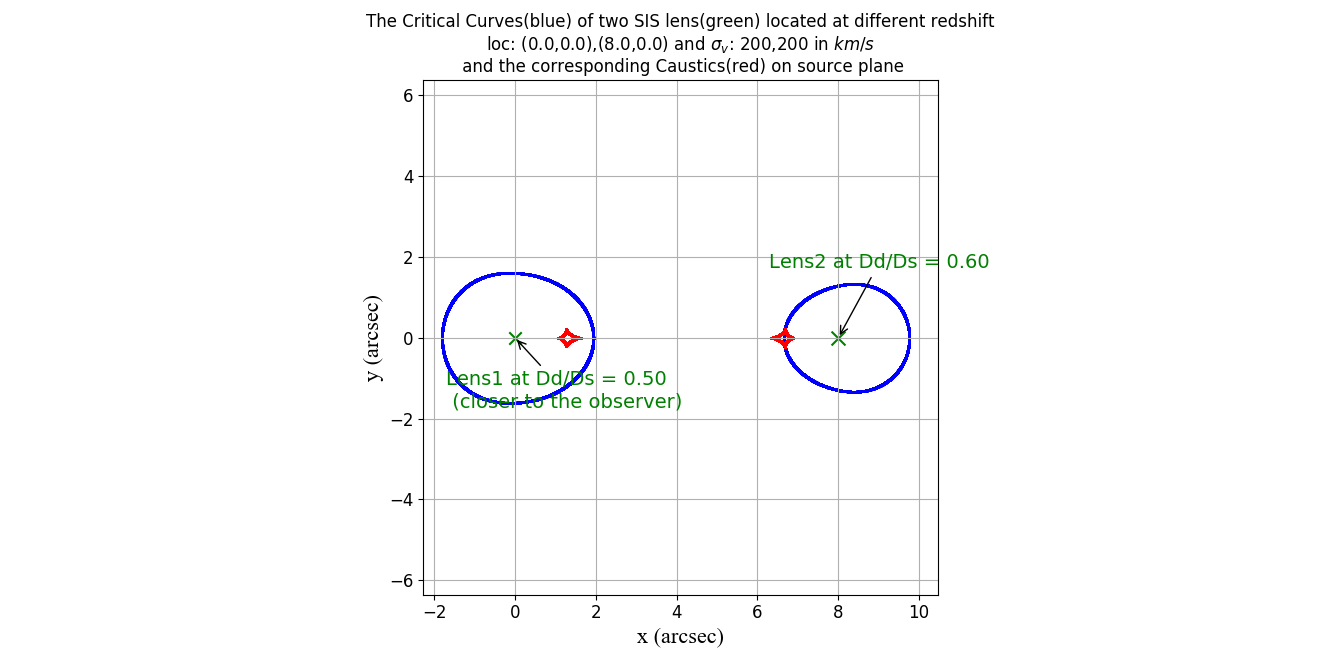 The Critical Curves(blue) of two SIS lens(green) located at different redshift
loc: (0.0,0.0),(8.0,0.0) and σv: 200,200 in km/s
and the corresponding Caustics(red) on source plane
6
4
Lens2 at Dd/Ds = 0.60
2
y (arcsec)
0
Lens1 at Dd/Ds = 0.50
(closer to the observer)
−2
−4
−6
−2 0 2 4 6 8 10
x (arcsec)